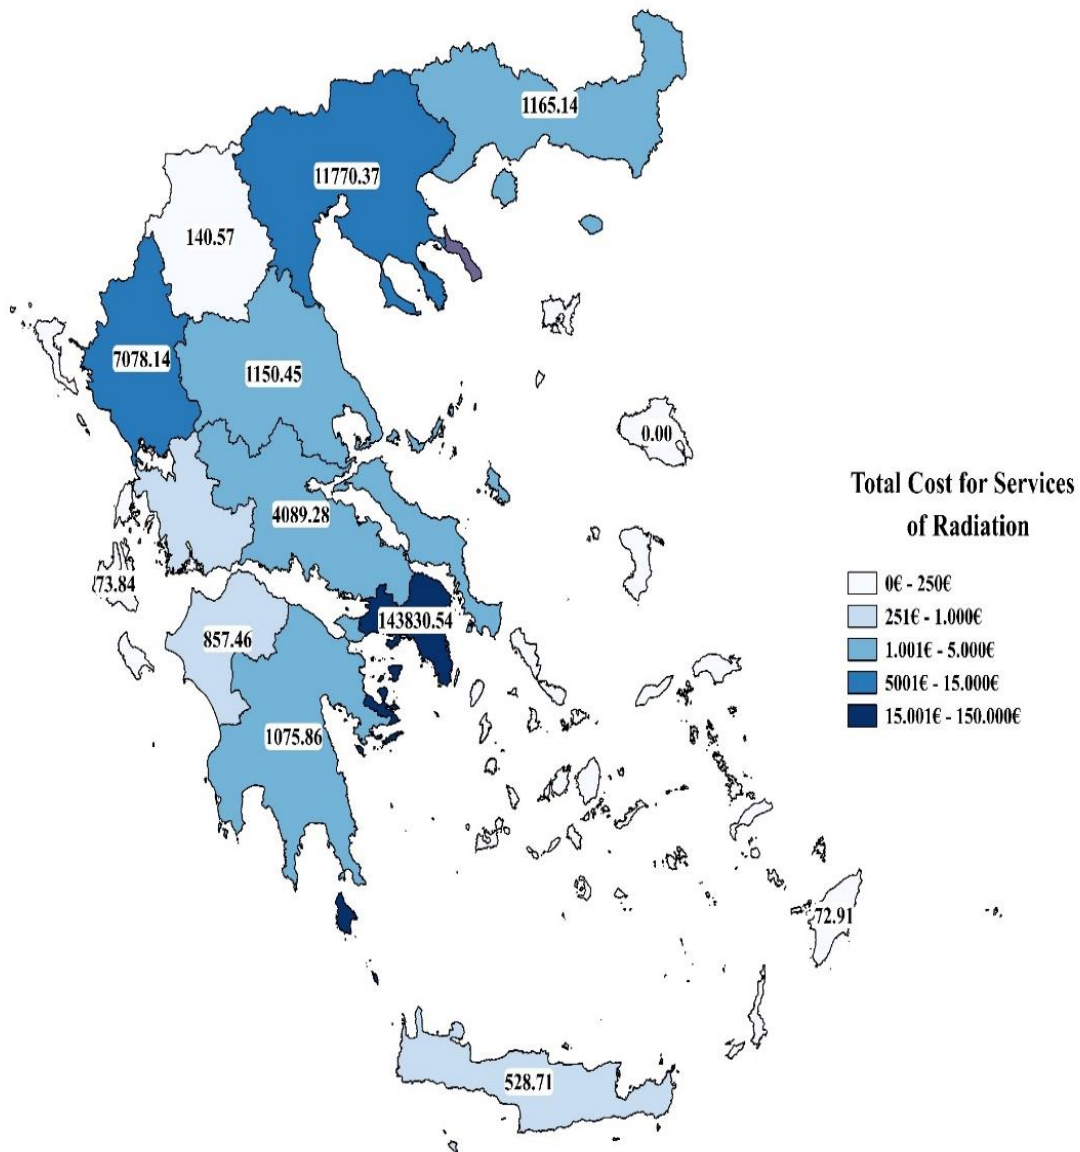 1165.14
11770.37
140.57
7078.14
1150.45
0.00
4089.28
73.84
143830.54
857.46
1075.86
72.91
528.71
Total Cost for Services
of Radiation
0€ - 250€
251€ - 1.000€
1.001€ - 5.000€
5001€ - 15.000€
15.001€ - 150.000€